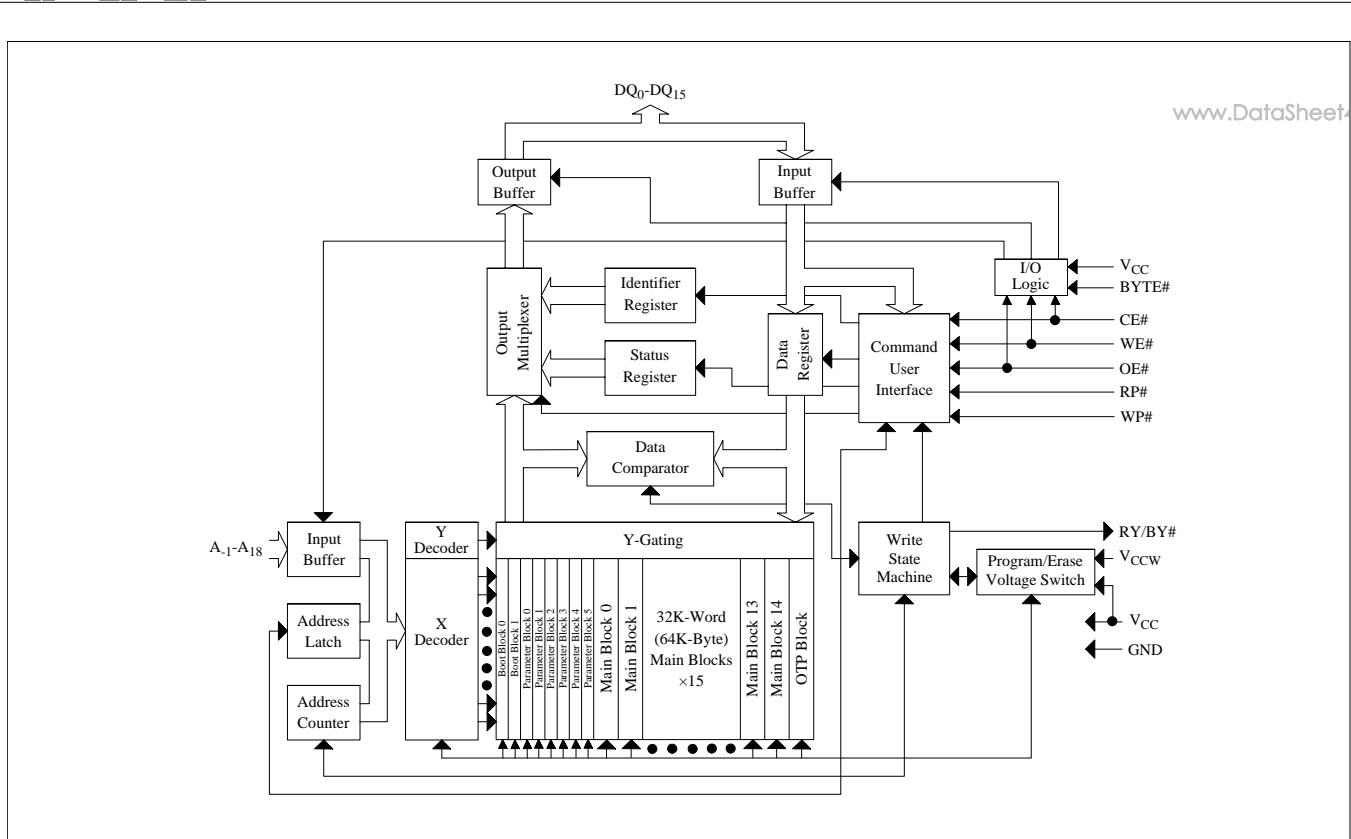 www.DataSheet4
DQ0-DQ15
Output
Buffer
Input
Buffer
I/O
Logic
VCC
BYTE#
CE#
WE#
OE#
RP#
WP#
Output
Multiplexer
Identifier
Register
Status
Register
Data
Register
Command
User
Interface
Data
Comparator
A-1-A18
Input
Buffer
Y
Decoder
Y-Gating
Write
State
Machine
RY/BY#
Program/Erase
Voltage Switch
VCCW
VCC
GND
Address
Latch
X
Decoder
Address
Counter
Boot Block 0
Boot Block 1
Parameter Block 0
Parameter Block 1
Parameter Block 2
Parameter Block 3
Parameter Block 4
Parameter Block 5
Main Block 0
Main Block 1
32K-Word
(64K-Byte)
Main Blocks
×15
Main Block 13
Main Block 14
OTP Block